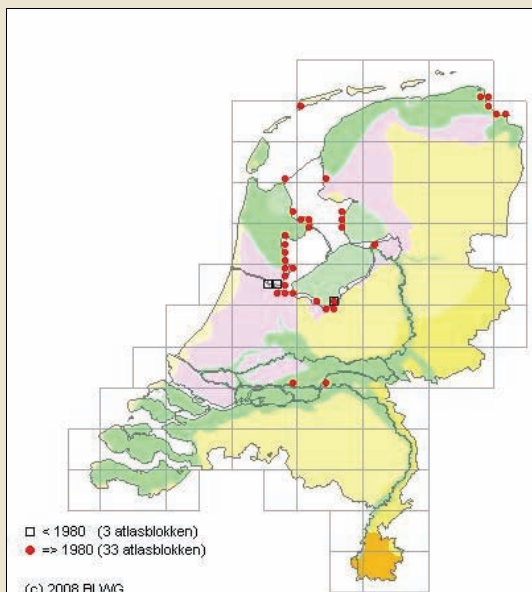 < 1980 (3 atlasblokken)
=> 1980 (33 atlasblokken)
(c) 2008 BLWG